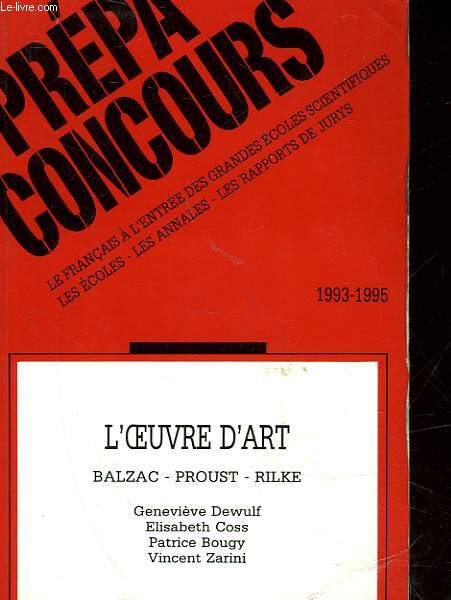 Le-livre.com
PRÉPA
CONCOURS
LE FRANÇAIS À L'ENTRÉE DES GRANDES ÉCOLES SCIENTIFIQUES
LES ÉCOLES - LES ANNALES - LES RAPPORTS DE JURYS
1993-1995
L'ŒUVRE D'ART
BALZAC - PROUST - RILKE
Geneviève Dewulf
Elisabeth Coss
Patrice Bougy
Vincent Zarini